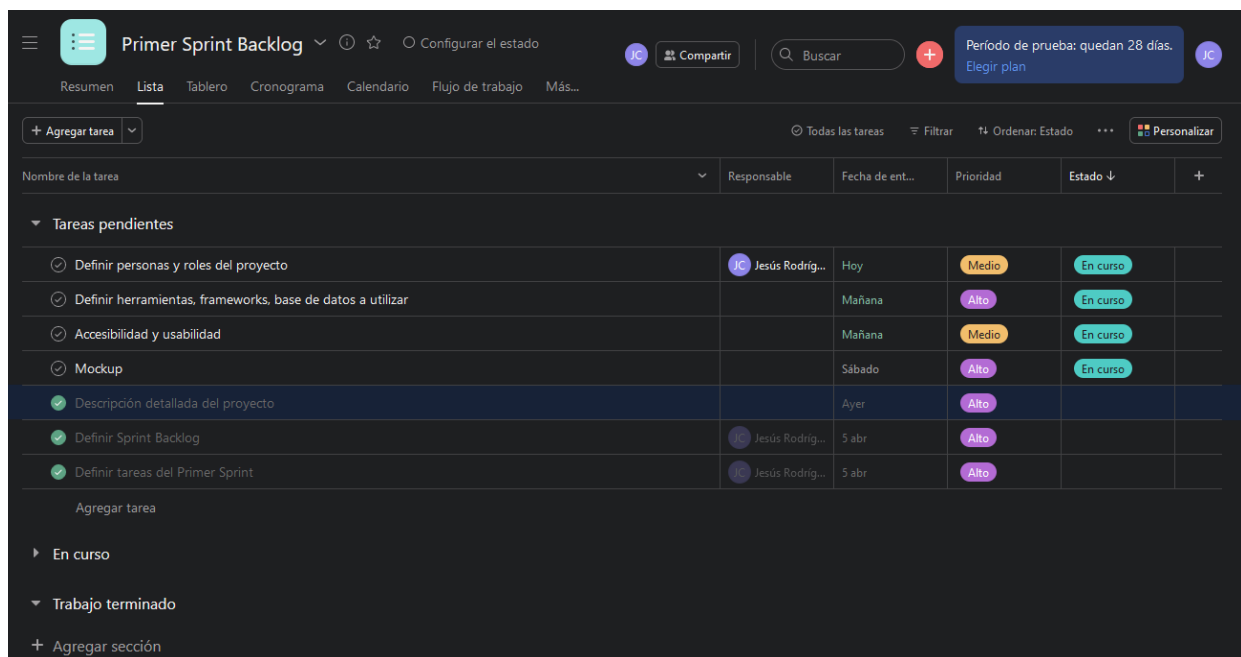 Primer Sprint Backlog
Configurar el estado
JC
Compartir
Buscar
Período de prueba: quedan 28 días.
Elegir plan
JC
Resumen Lista Tablero Cronograma Calendario Flujo de trabajo Más...
+ Agregar tarea
Todas las tareas Filtrar Ordenar: Estado ... Personalizar
Nombre de la tarea Responsable Fecha de ent... Prioridad Estado ↓ +
Tareas pendientes
Definir personas y roles del proyecto JC Jesús Rodríg... Hoy Medio En curso
Definir herramientas, frameworks, base de datos a utilizar Mañana Alto En curso
Accesibilidad y usabilidad Mañana Medio En curso
Mockup Sábado Alto En curso
Descripción detallada del proyecto Ayer Alto
Definir Sprint Backlog JC Jesús Rodríg... 5 abr Alto
Definir tareas del Primer Sprint JC Jesús Rodríg... 5 abr Alto
Agregar tarea
En curso
Trabajo terminado
+ Agregar sección